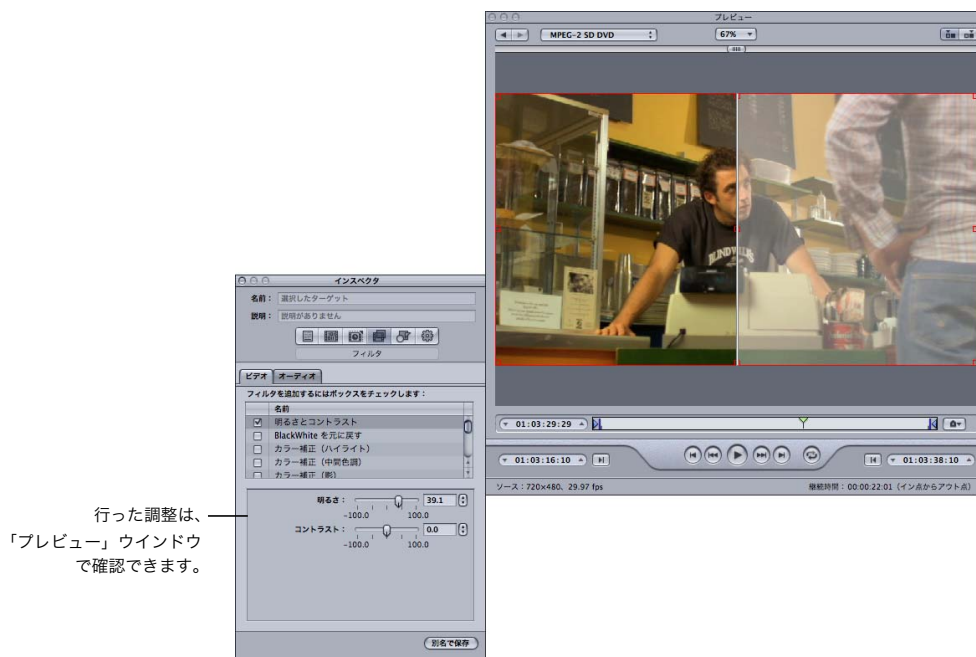 プレビュー
MPEG-2 SD DVD
67%
BLIND
01:03:29:29
01:03:16:10
01:03:38:10
ソース：720×480、29.97 fps
継続時間：00:00:22:01（イン点からアウト点）
インスペクタ
名前：
選択したターゲット
説明：
説明がありません
フィルタ
ビデオ
オーディオ
フィルタを追加するにはボックスをチェックします：
名前
明るさとコントラスト
BlackWhite を元に戻す
カラー補正（ハイライト）
カラー補正（中間色調）
カラー補正（影）
明るさ：
39.1
-100.0
100.0
コントラスト：
0.0
-100.0
100.0
別名で保存
行った調整は、
「プレビュー」ウインドウ
で確認できます。